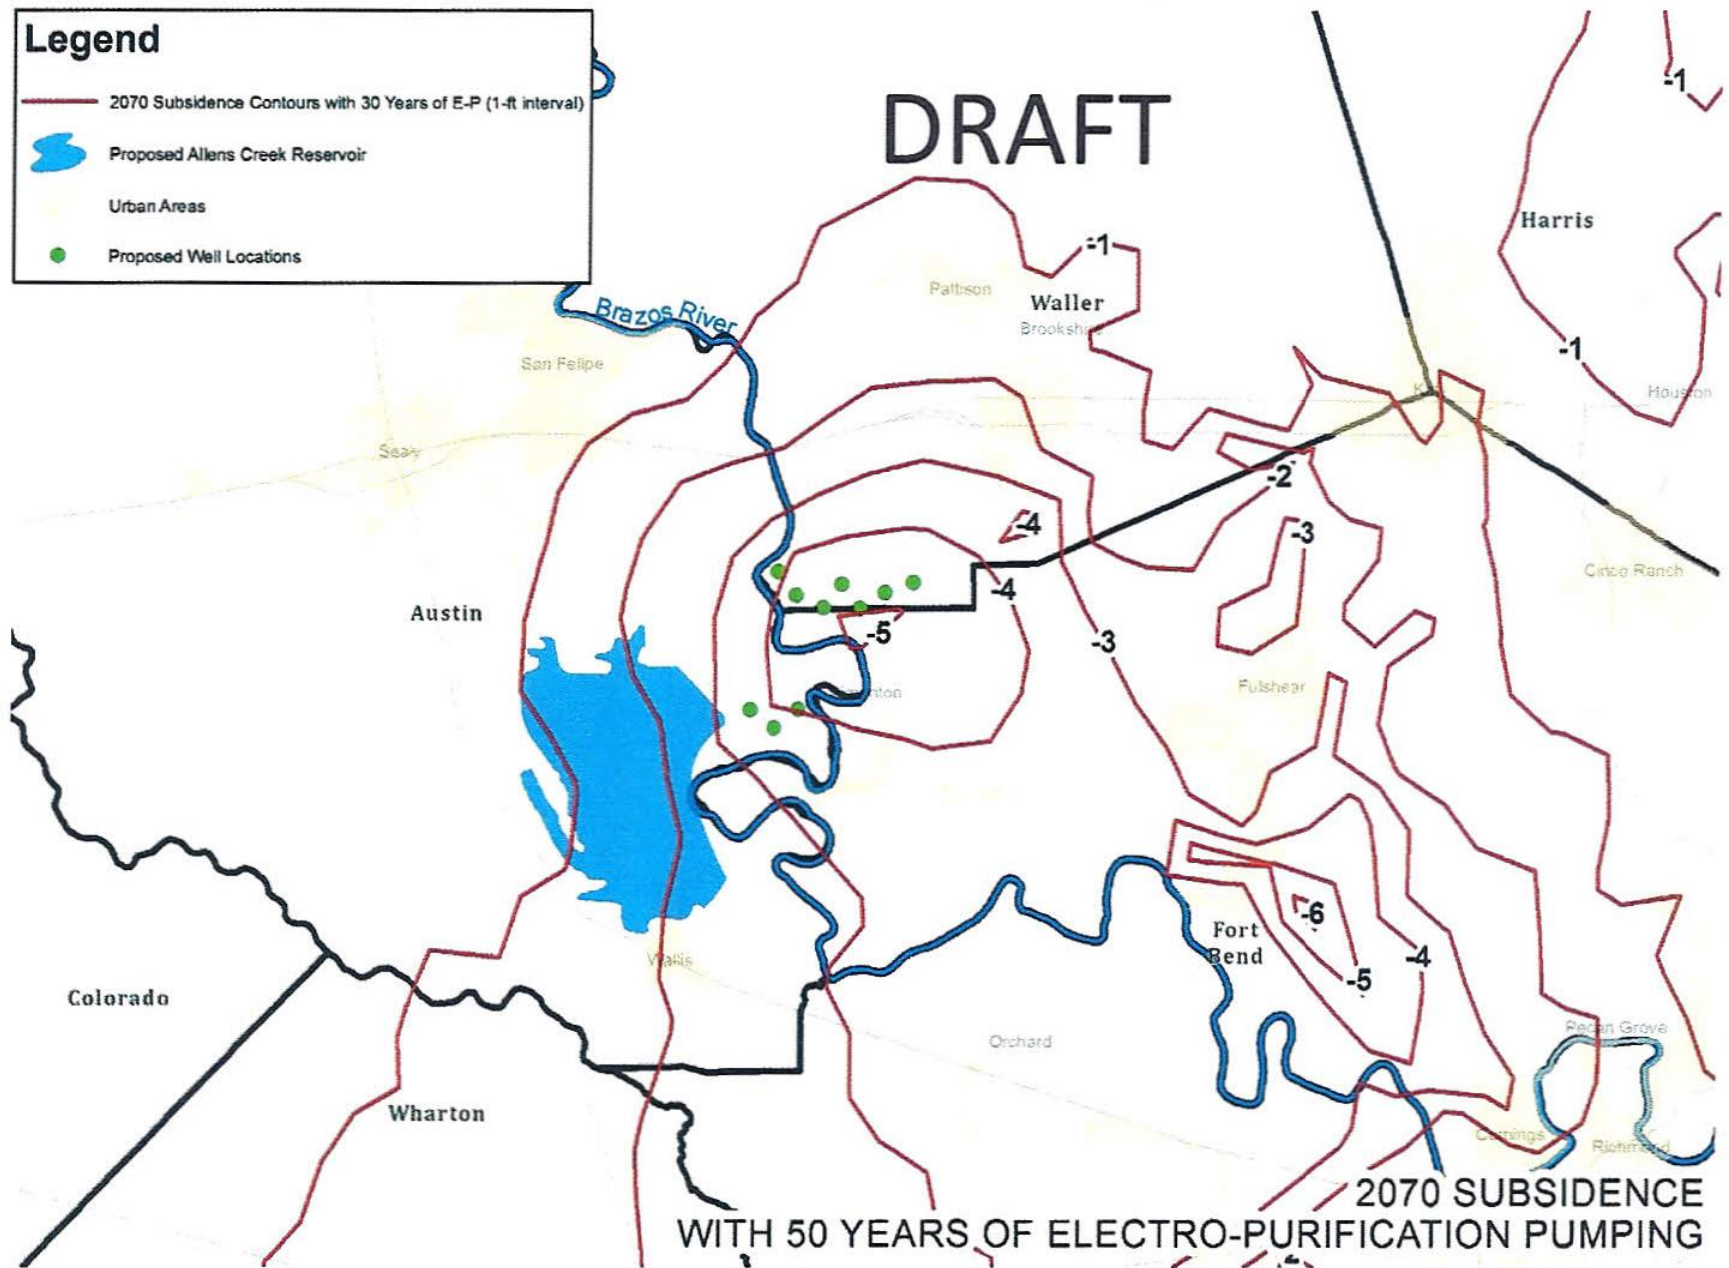 Legend
2070 Subsidence Contours with 30 Years of E-P (1-ft interval)
Proposed Allens Creek Reservoir
Urban Areas
Proposed Well Locations
DRAFT
-1
Harris
-1
Pattison
Waller
Brazos River
-1
San Felipe
Houston
Sealy
-2
-4
-3
Cinco Ranch
-4
Austin
-5
-3
Fulshear
-6
Fort
Bend
-4
Wallis
-5
Colorado
Pecan Grove
Orchard
Wharton
Richmond
2070 SUBSIDENCE
WITH 50 YEARS OF ELECTRO-PURIFICATION PUMPING